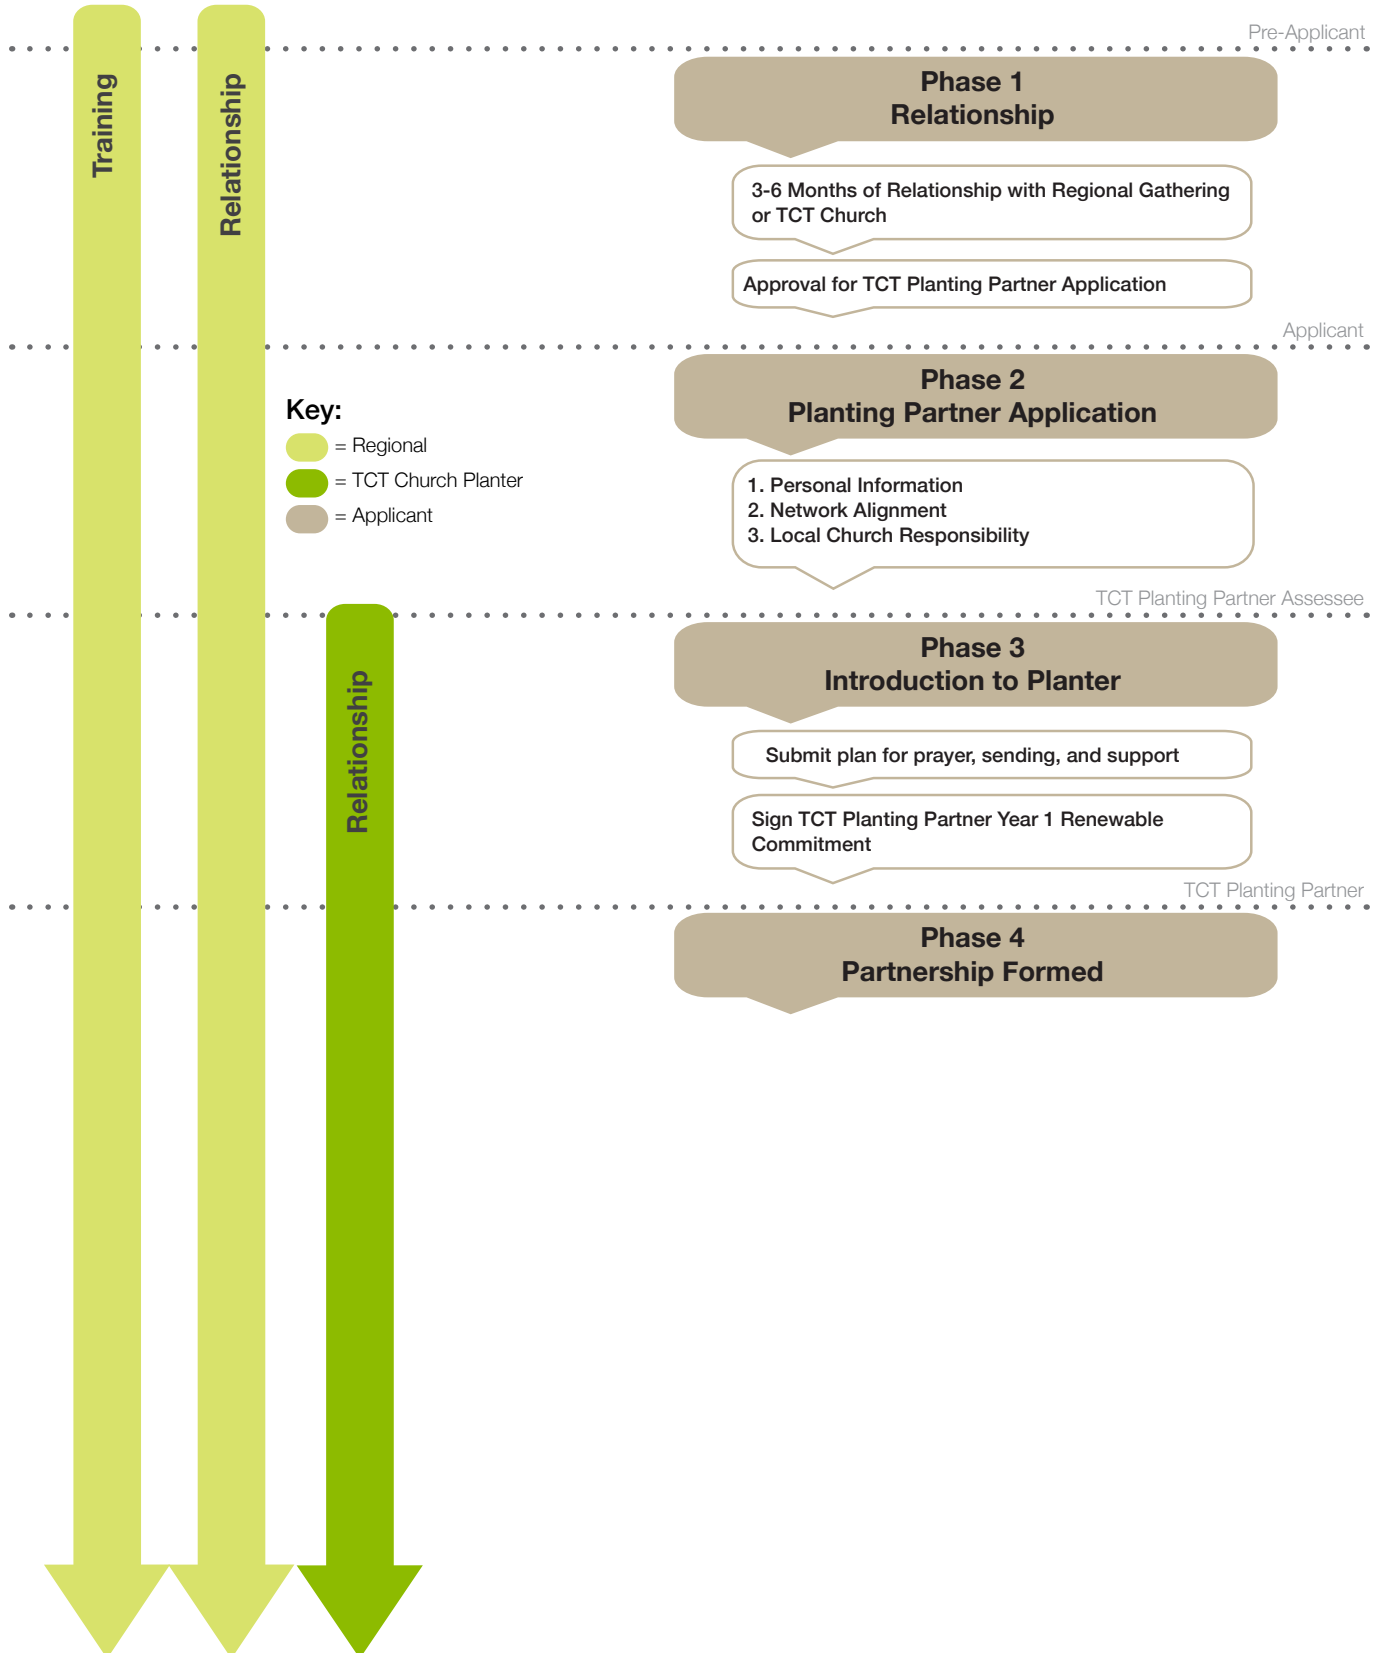 Training
Relationship
Pre-Applicant
Phase 1
Relationship
3-6 Months of Relationship with Regional Gathering
or TCT Church
Approval for TCT Planting Partner Application
Applicant
Phase 2
Planting Partner Application
Key:
= Regional
= TCT Church Planter
= Applicant
1. Personal Information
2. Network Alignment
3. Local Church Responsibility
TCT Planting Partner Assessee
Relationship
Phase 3
Introduction to Planter
Submit plan for prayer, sending, and support
Sign TCT Planting Partner Year 1 Renewable
Commitment
TCT Planting Partner
Phase 4
Partnership Formed